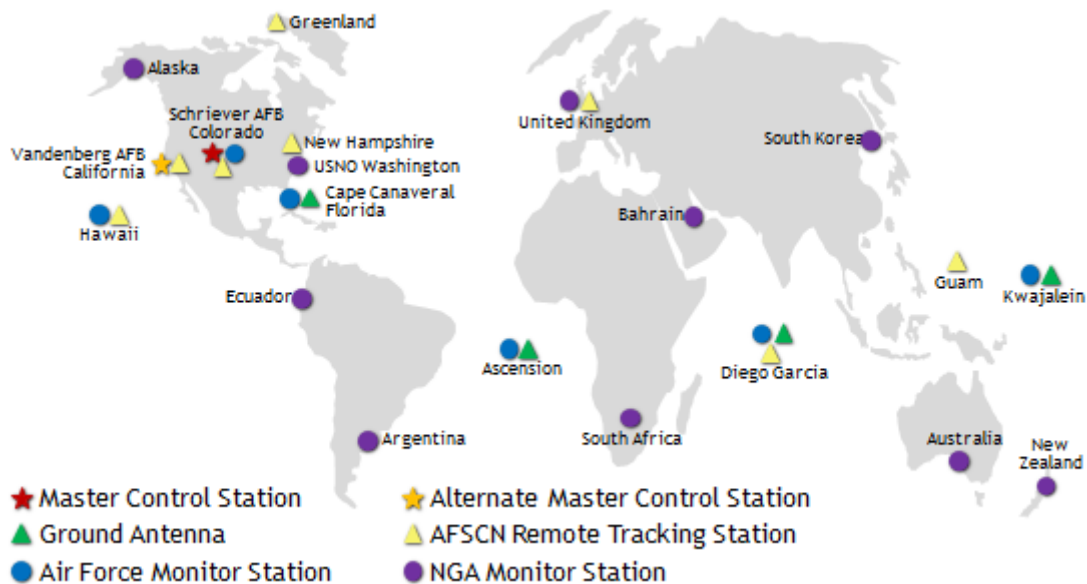 Greenland
Alaska
Schriever AFB
Colorado
United Kingdom
New Hampshire
South Korea
Vandenberg AFB
California
USNO Washington
Cape Canaveral
Florida
Bahrain
Hawaii
Guam
Ecuador
Kwajalein
Ascension
Diego Garcia
Argentina
South Africa
Australia
New
Zealand
Master Control Station
Alternate Master Control Station
Ground Antenna
AFSCN Remote Tracking Station
Air Force Monitor Station
NGA Monitor Station